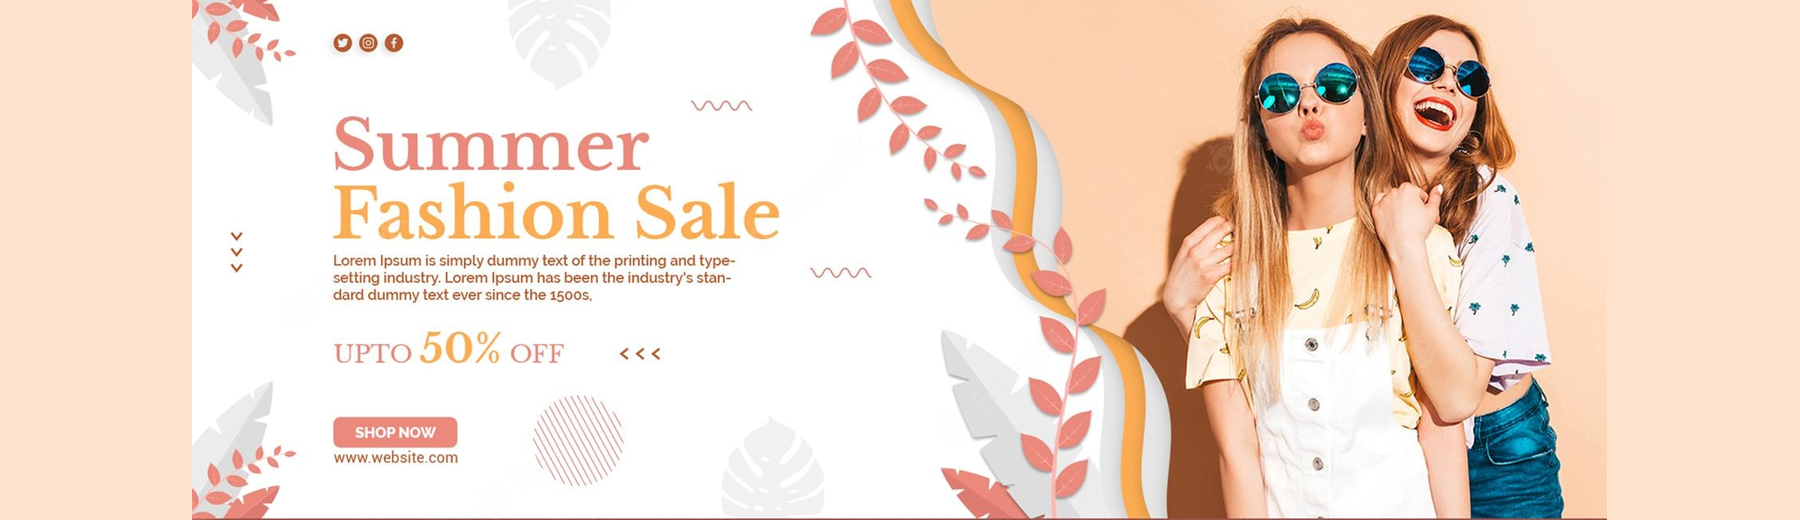 Summer
Fashion Sale
Lorem Ipsum is simply dummy text of the printing and type-
setting industry. Lorem Ipsum has been the industry's stan-
dard dummy text ever since the 1500s,
UPTO 50% OFF
SHOP NOW
www.website.com